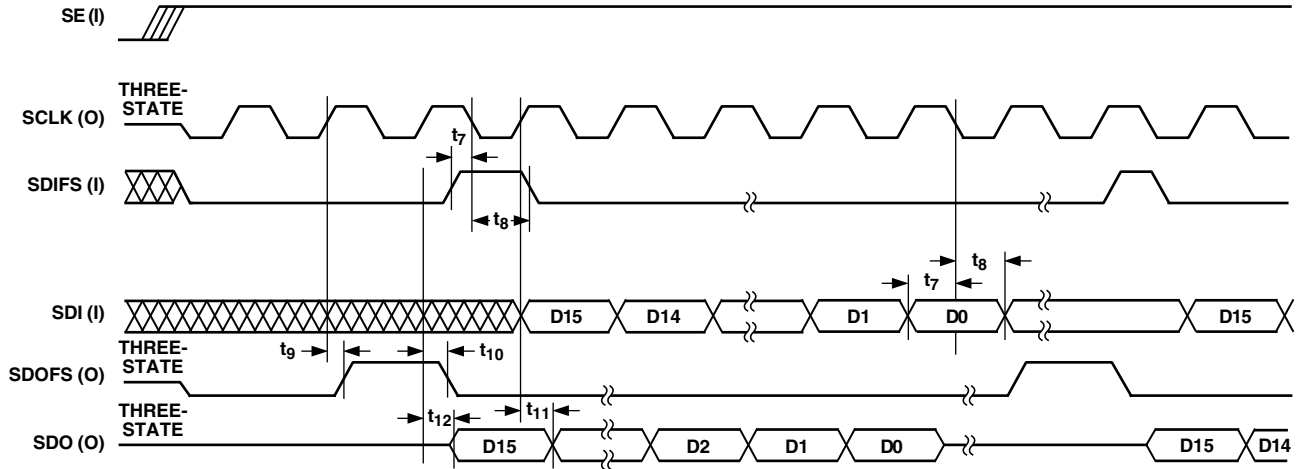 SE (I)
THREE-
STATE
SCLK (O)
t7
SDIFS (I)
t8
t8
t7
SDI (I)
D15
D14
D1
D0
D15
THREE-
STATE
t9
t10
SDOFS (O)
THREE-
STATE
t12
t11
SDO (O)
D15
D2
D1
D0
D15
D14